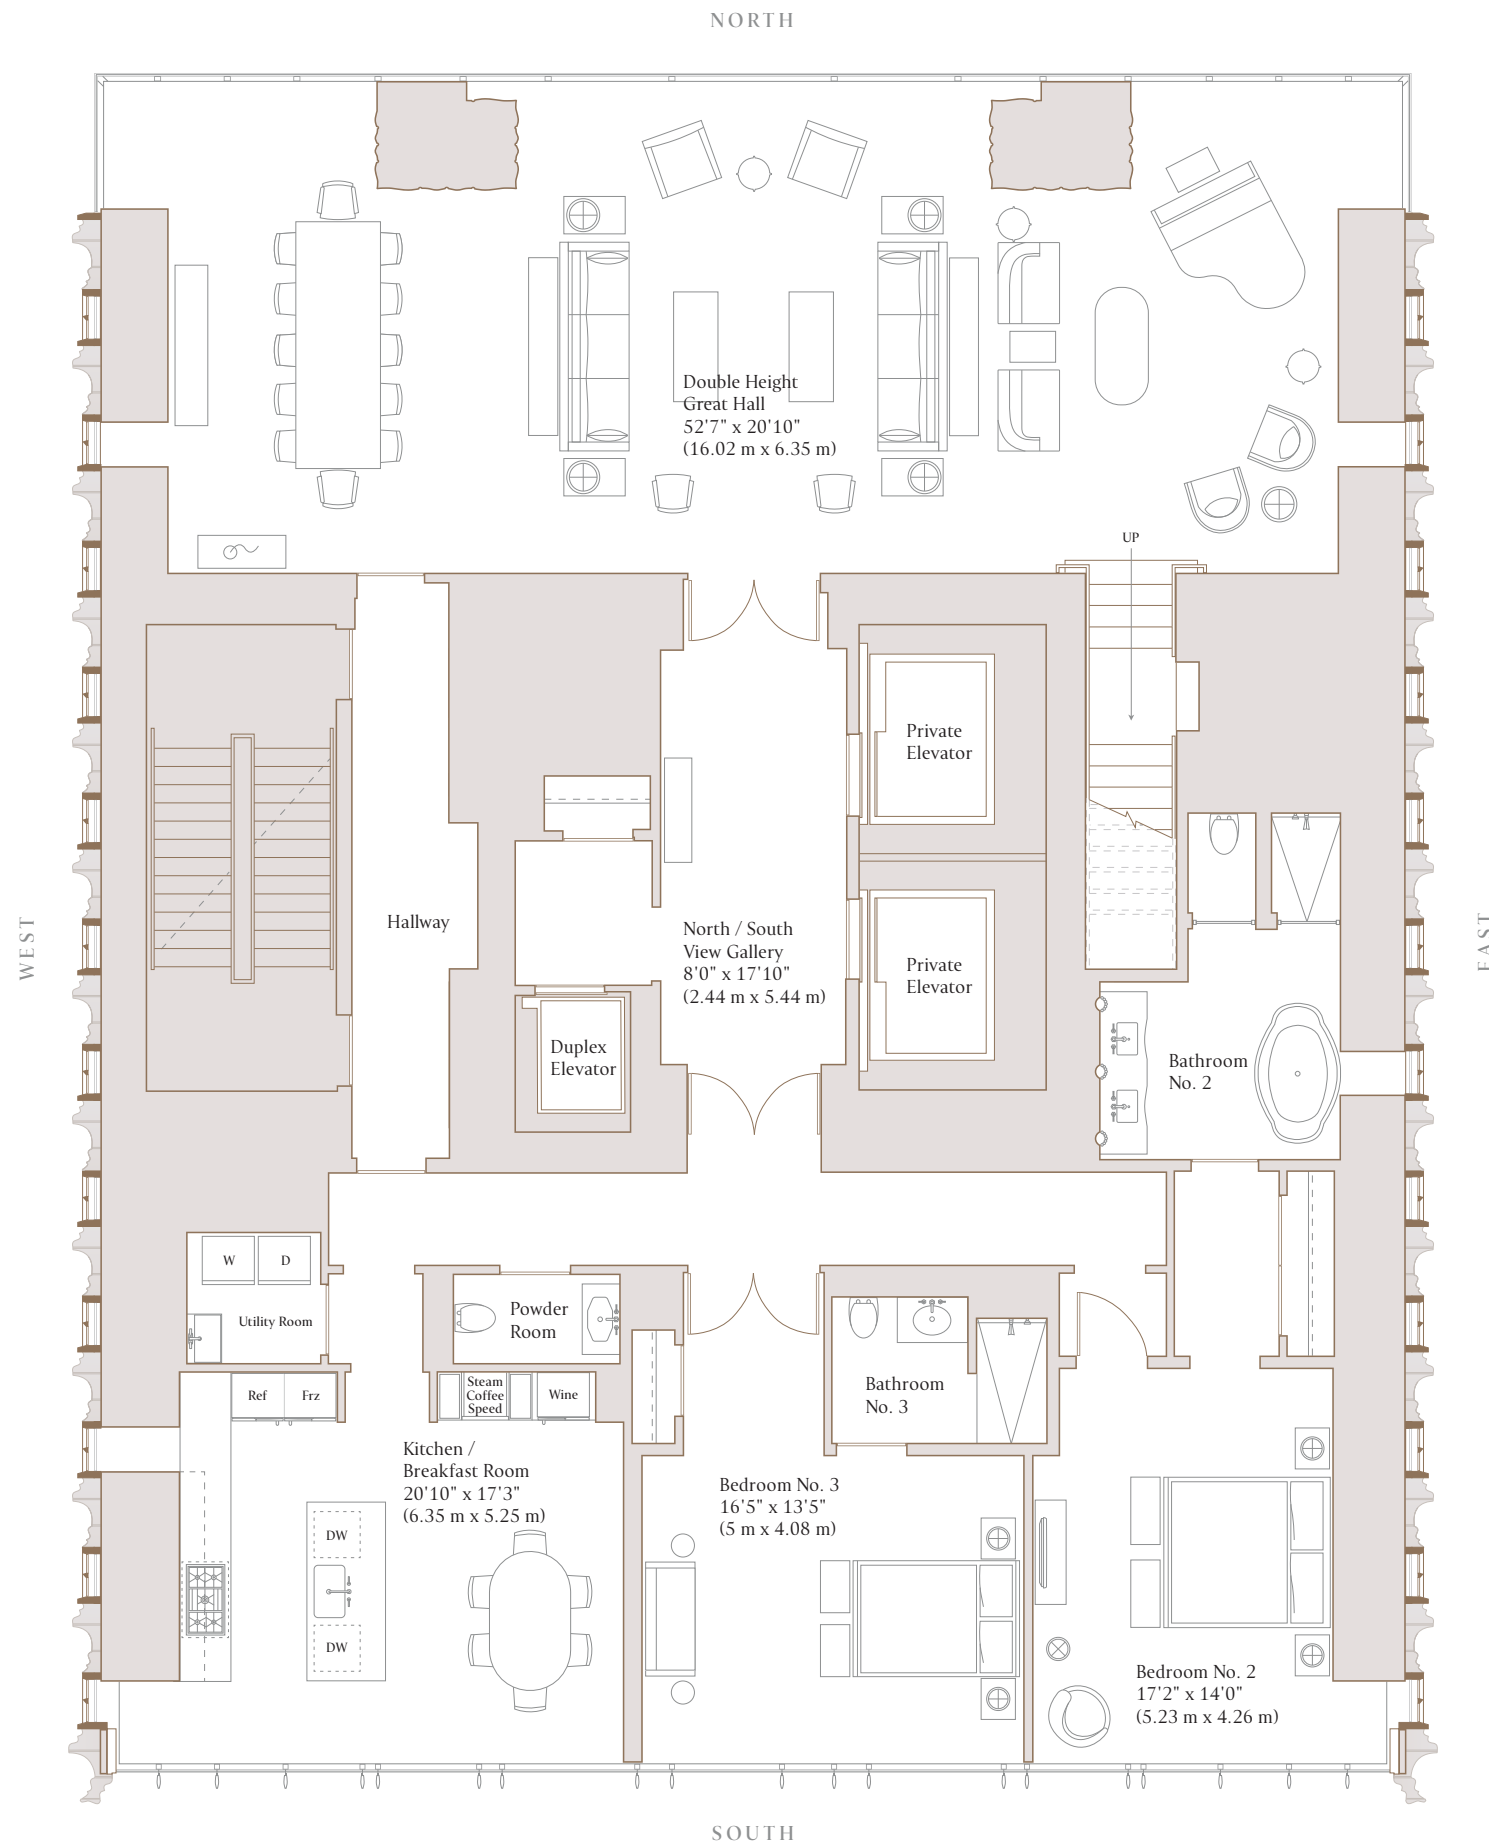 NORTH
Double Height
Great Hall
52'7" x 20'10"
(16.02 m x 6.35 m)
UP
Private
Elevator
Hallway
North / South
View Gallery
8'0" x 17'10"
(2.44 m x 5.44 m)
Private
Elevator
WEST
EAST
Duplex
Elevator
Bathroom
No. 2
W
D
Utility Room
Powder
Room
Ref
Frz
Steam
Coffee
Speed
Wine
Bathroom
No. 3
Kitchen /
Breakfast Room
20'10" x 17'3"
(6.35 m x 5.25 m)
Bedroom No. 3
16'5" x 13'5"
(5 m x 4.08 m)
DW
DW
Bedroom No. 2
17'2" x 14'0"
(5.23 m x 4.26 m)
SOUTH